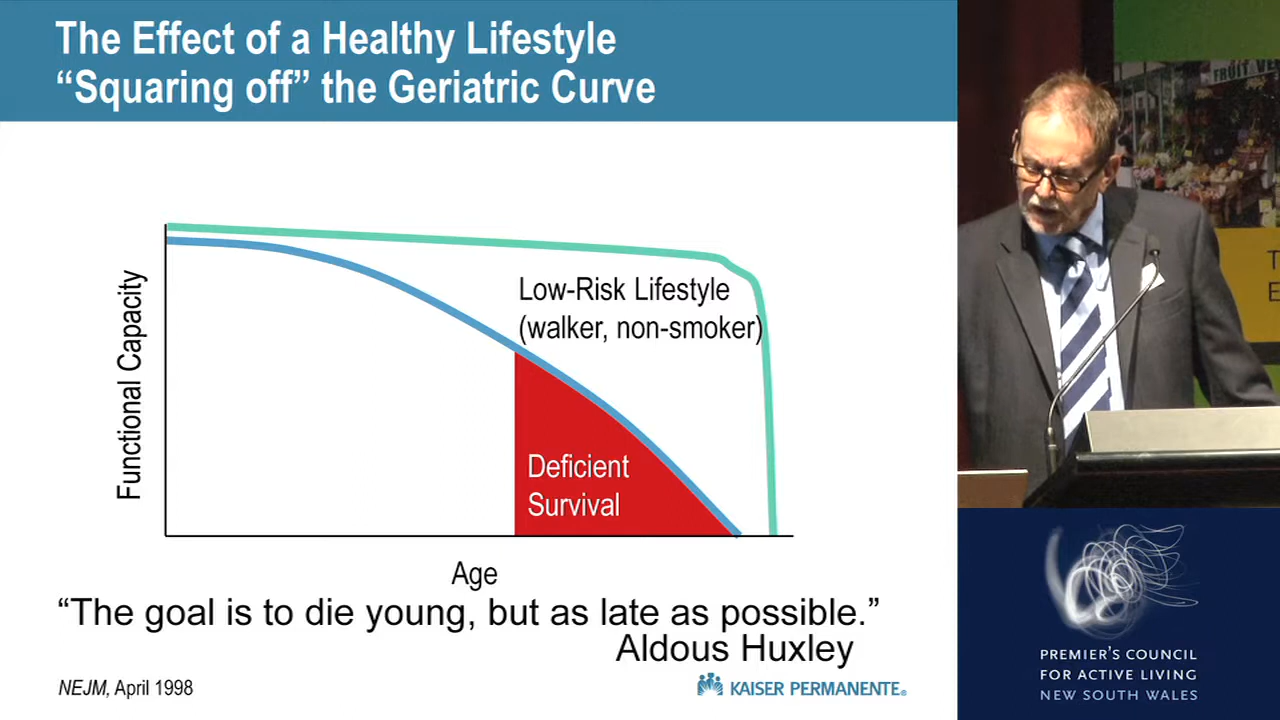 The Effect of a Healthy Lifestyle
“Squaring off” the Geriatric Curve
Functional Capacity
Low-Risk Lifestyle
(walker, non-smoker)
Deficient
Survival
Age
“The goal is to die young, but as late as possible.”
Aldous Huxley
NEJM, April 1998
KAISER PERMANENTE®
PREMIER’S COUNCIL
FOR ACTIVE LIVING
NEW SOUTH WALES